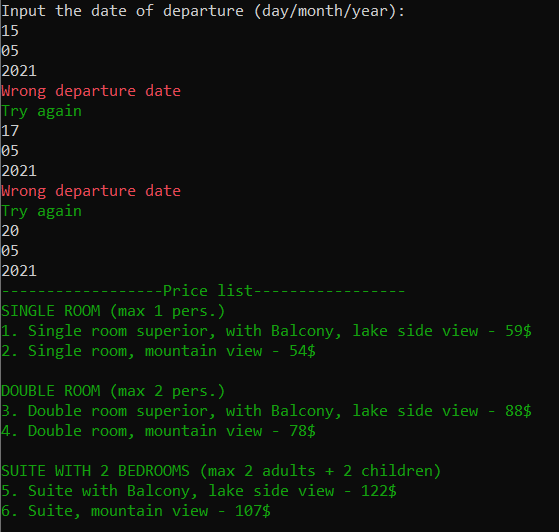 Input the date of departure (day/month/year):
15
05
2021
Wrong departure date
Try again
17
05
2021
Wrong departure date
Try again
20
05
2021
------------------Price list-----------------
SINGLE ROOM (max 1 pers.)
1. Single room superior, with Balcony, lake side view - 59$
2. Single room, mountain view - 54$
DOUBLE ROOM (max 2 pers.)
3. Double room superior, with Balcony, lake side view - 88$
4. Double room, mountain view - 78$
SUITE WITH 2 BEDROOMS (max 2 adults + 2 children)
5. Suite with Balcony, lake side view - 122$
6. Suite, mountain view - 107$